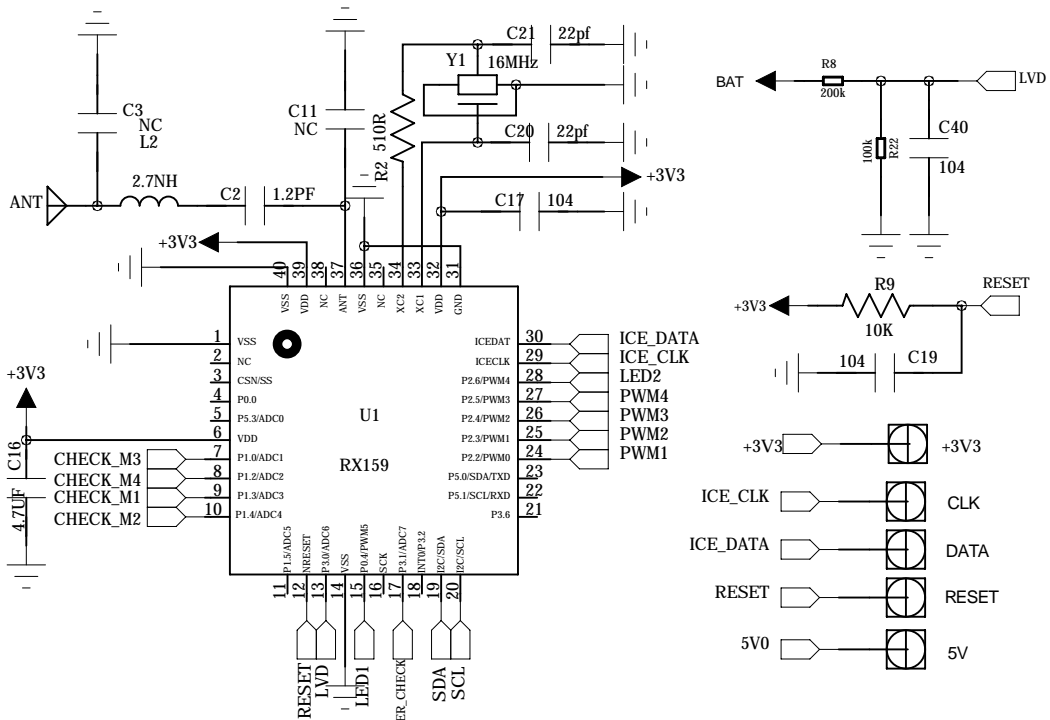 C21 22pf
Y1
16MHz
C3
NC
L2
C11
NC
510R
R2
C20 22pf
R8
200k
BAT
LVD
100k
R22
C40
104
2.7NH
C2 1.2PF
ANT
+3V3
C17 104
+3V3
40 39 38 37 36 35 34 33 32 31
VSS VDD NC ANT VSS NC XC2 XC1 VDD GND
R9
RESET
+3V3
10K
104 C19
1 VSS
2 NC
3 CSN/SS
4 P0.0
5 P5.3/ADC0
6 VDD
7 P1.0/ADC1
8 P1.2/ADC2
9 P1.3/ADC3
10 P1.4/ADC4
+3V3
C16
4.7UF
CHECK_M3
CHECK_M4
CHECK_M1
CHECK_M2
U1
RX159
ICEDAT 30 ICE_DATA
ICECLK 29 ICE_CLK
P2.6/PWM4 28 LED2
P2.5/PWM3 27 PWM4
P2.4/PWM2 26 PWM3
P2.3/PWM1 25 PWM2
P2.2/PWM0 24 PWM1
P5.0/SDA/TXD 23
P5.1/SCL/RXD 22
P3.6 21
P1.5/ADC5 NRESET P3.0/ADC6 VSS P0.4/PWM5 SCK P3.1/ADC7 INT0/P3.2 I2C/SDA I2C/SCL
11 12 13 14 15 16 17 18 19 20
RESET LVD LED1 ER_CHECK SDA SCL
+3V3 +3V3
ICE_CLK CLK
ICE_DATA DATA
RESET RESET
5V0 5V